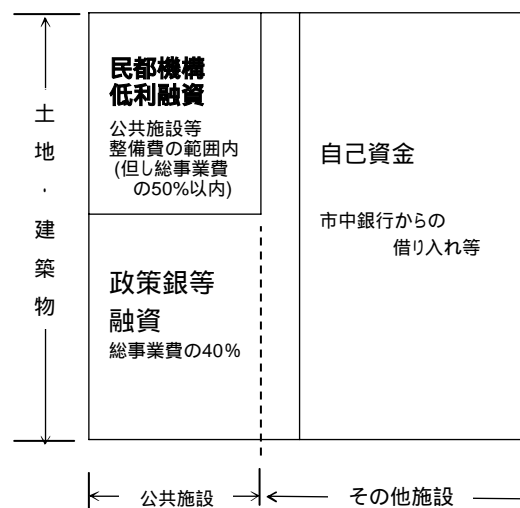 土地・建築物
民都機構
低利融資
公共施設等
整備費の範囲内
(但し総事業費
の50%以内)
政策銀等
融資
総事業費の40%
自己資金
市中銀行からの
借り入れ等
公共施設
その他施設